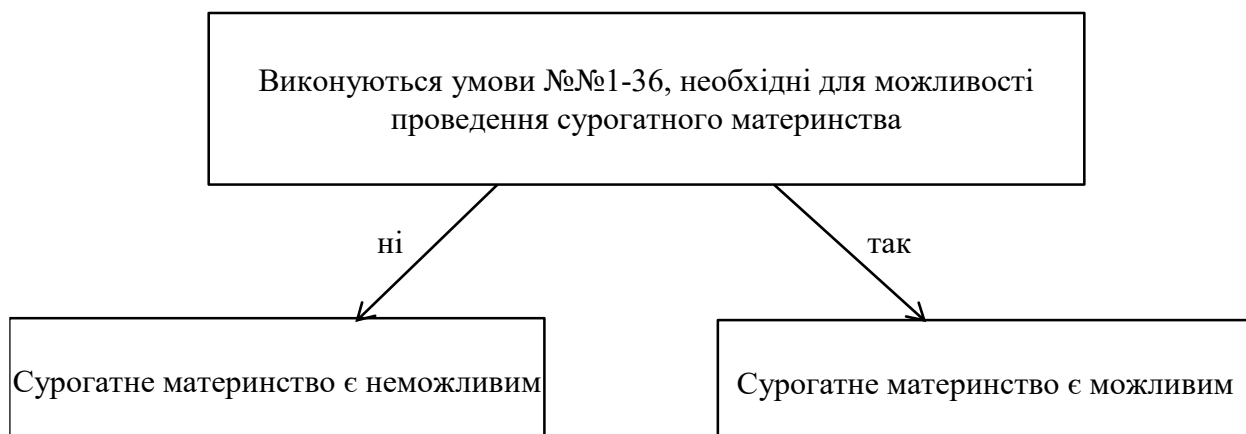 Виконуються умови №№1-36, необхідні для можливості
проведення сурогатного материнства
ні
так
Сурогатне материнство є неможливим
Сурогатне материнство є можливим